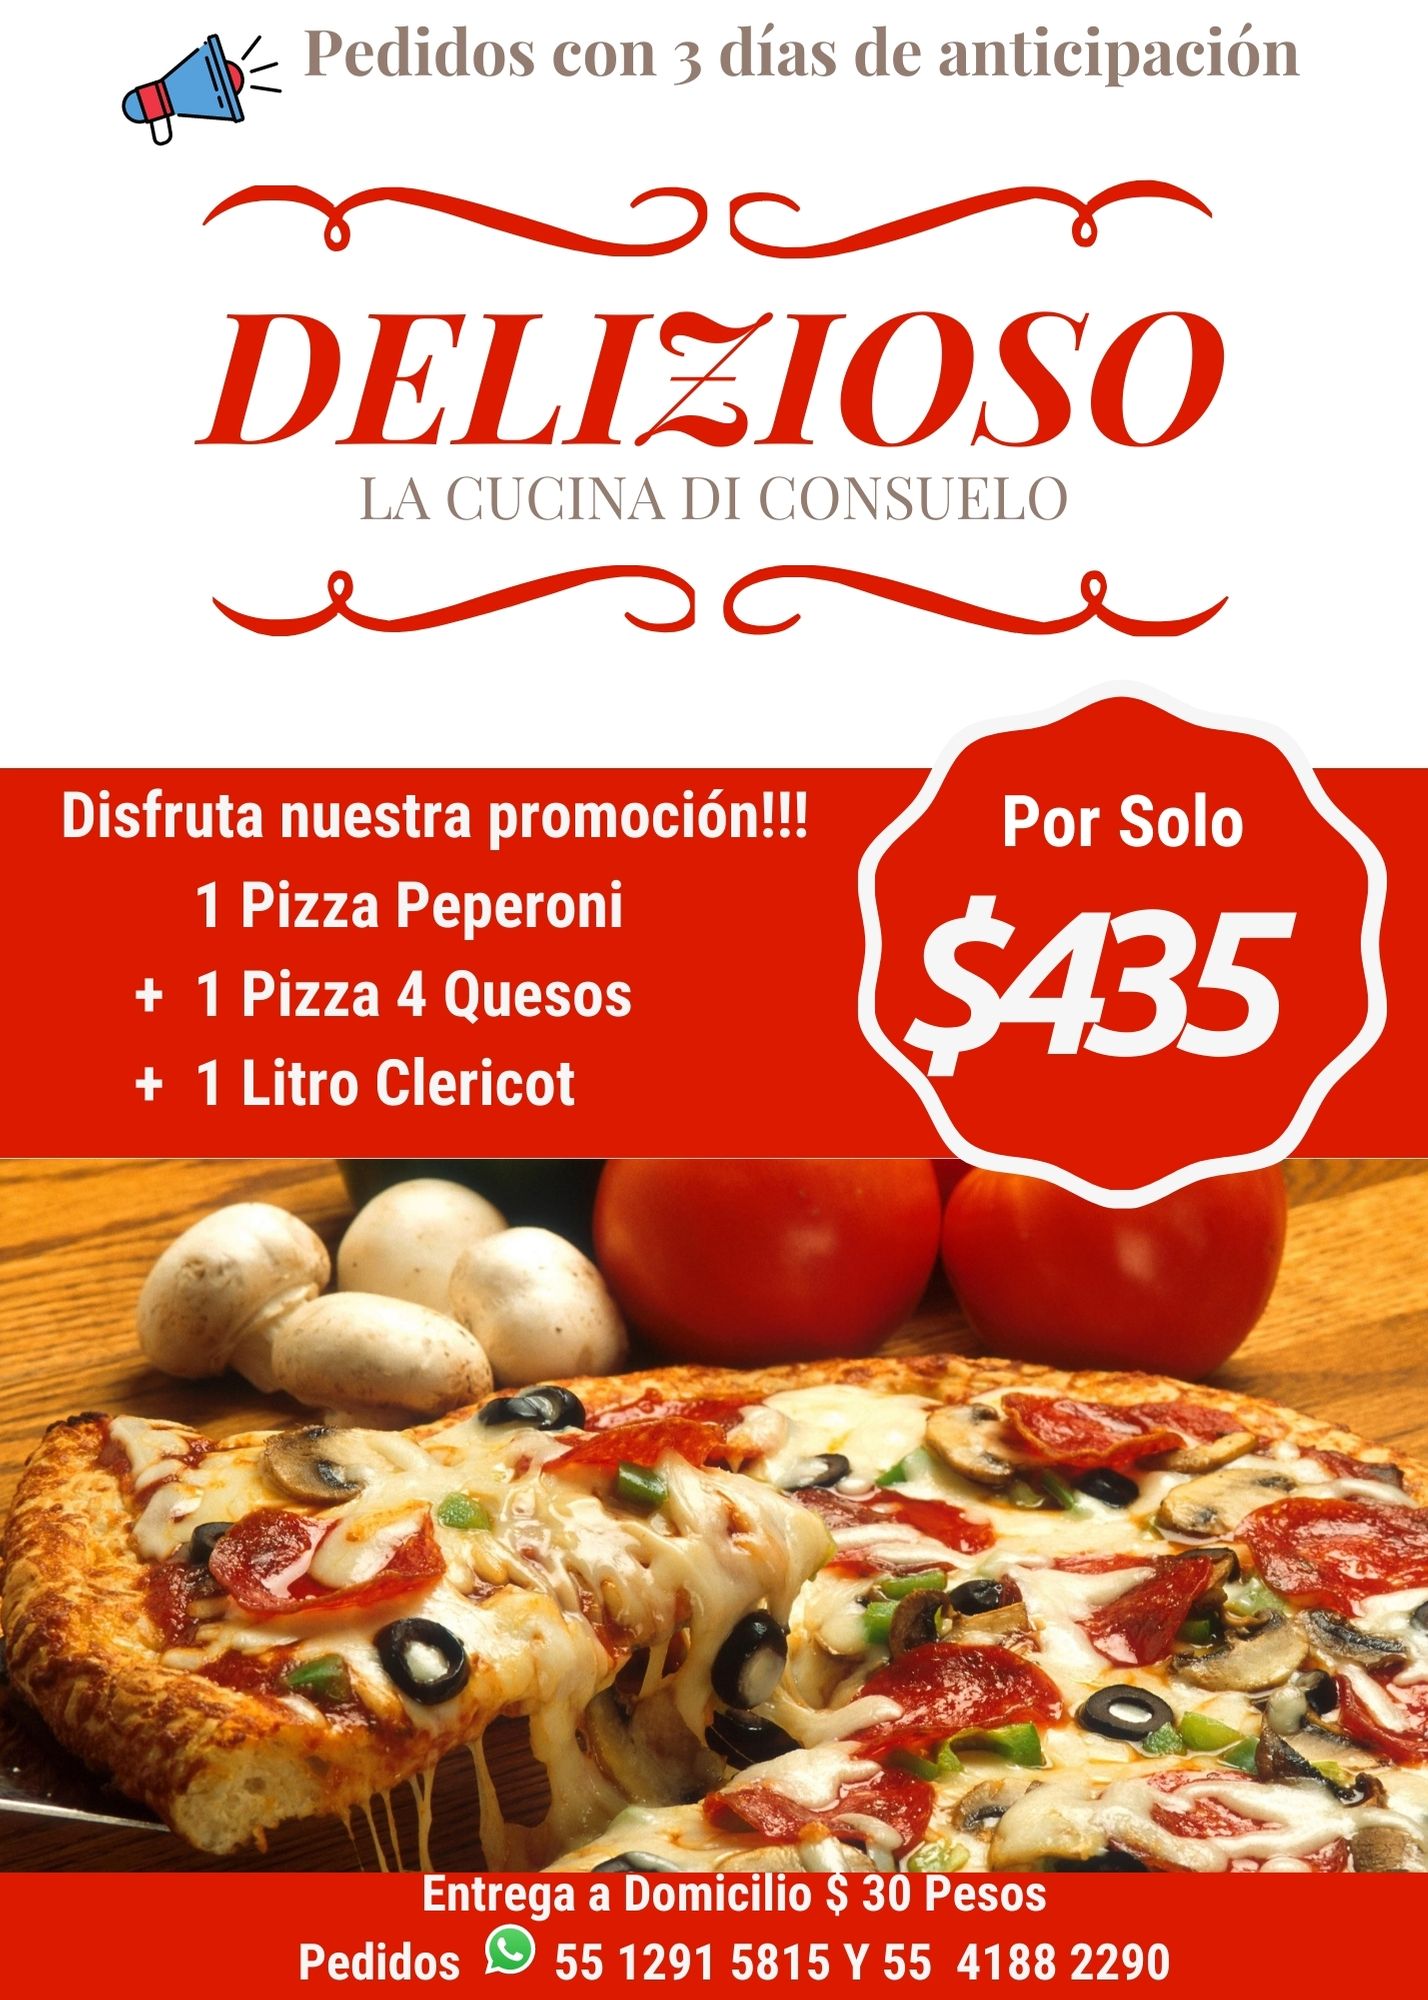 Pedidos con 3 días de anticipación
DELIZIOSO
LA CUCINA DI CONSUELO
Disfruta nuestra promoción!!!
1 Pizza Peperoni
+ 1 Pizza 4 Quesos
+ 1 Litro Clericot
Por Solo
$435
Entrega a Domicilio $ 30 Pesos
Pedidos 55 1291 5815 Y 55 4188 2290